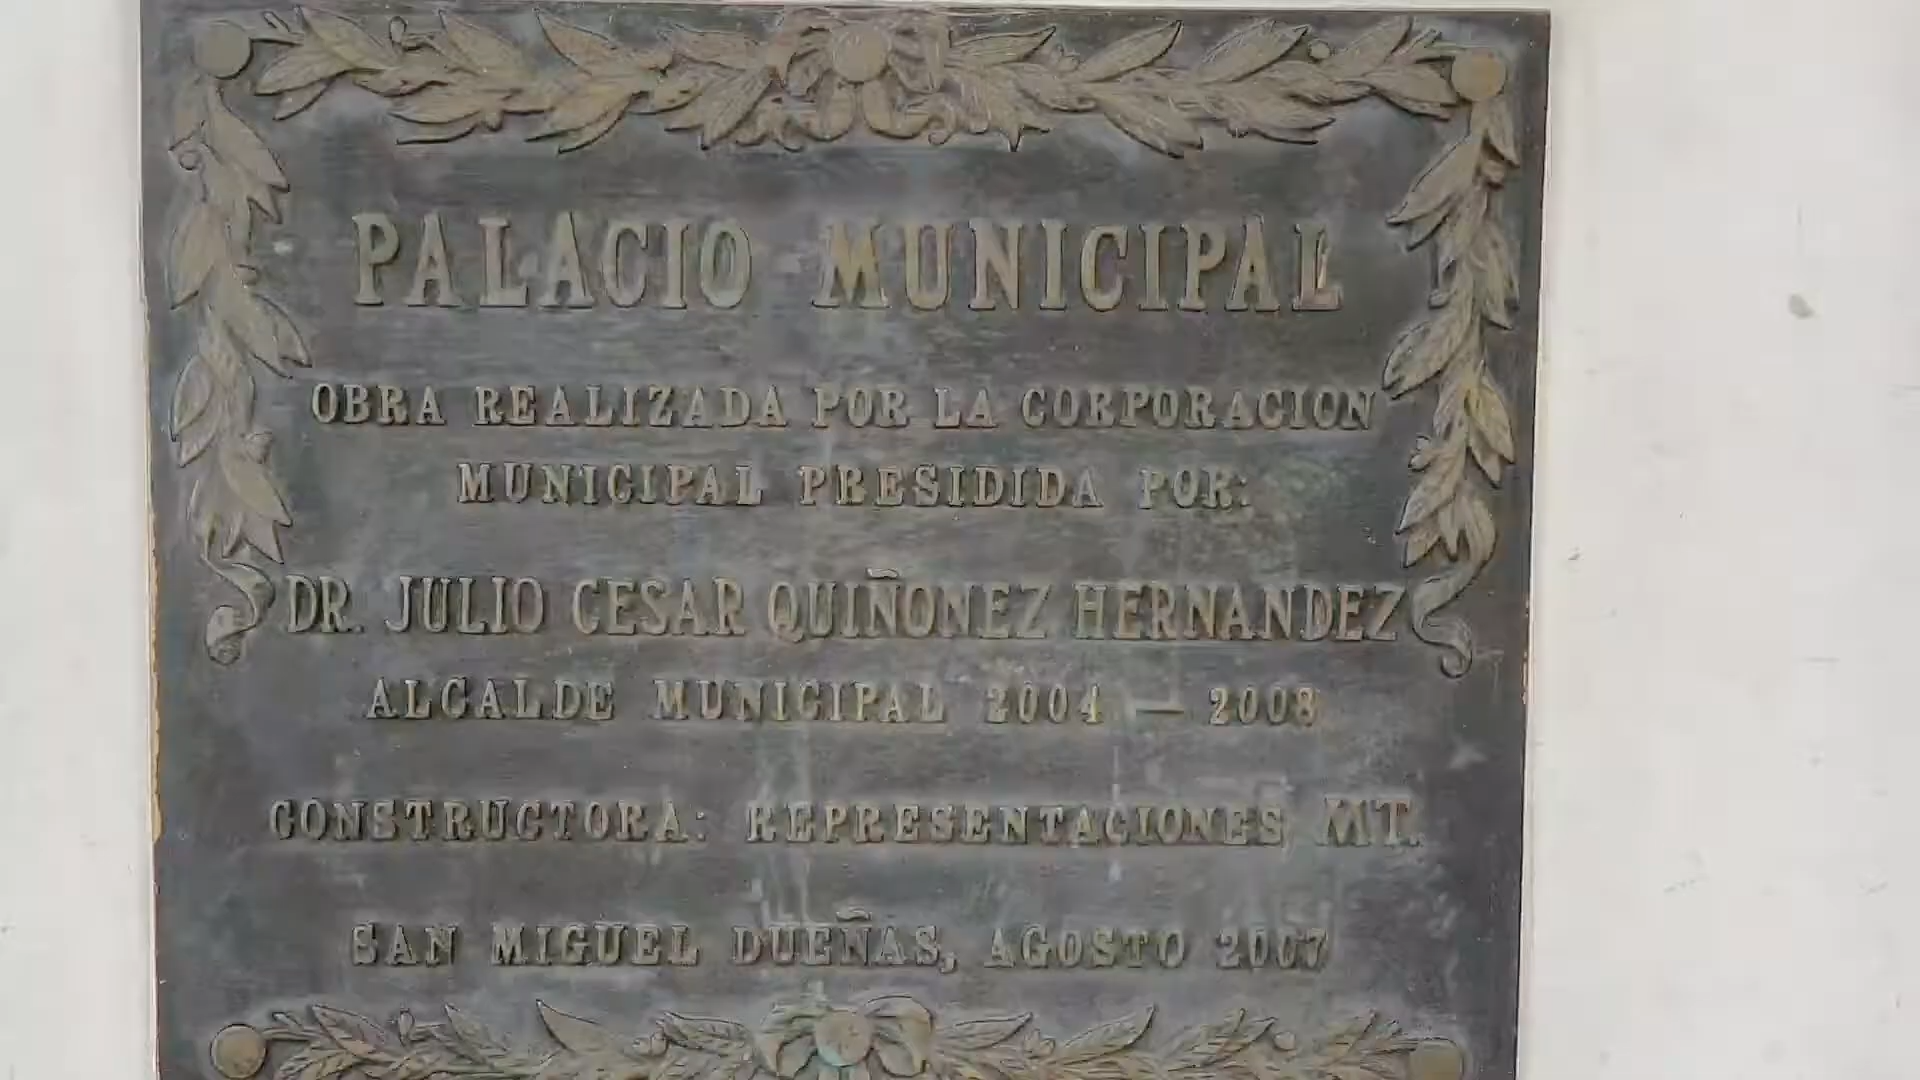 PALACIO MUNICIPAL
OBRA REALIZADA POR LA CORPORACION
MUNICIPAL PRESIDIDA POR:
DR. JULIO CESAR QUIÑONEZ HERNANDEZ
ALCALDE MUNICIPAL 2004 — 2008
CONSTRUCTORA: REPRESENTACIONES MT.
SAN MIGUEL DUEÑAS, AGOSTO 2007